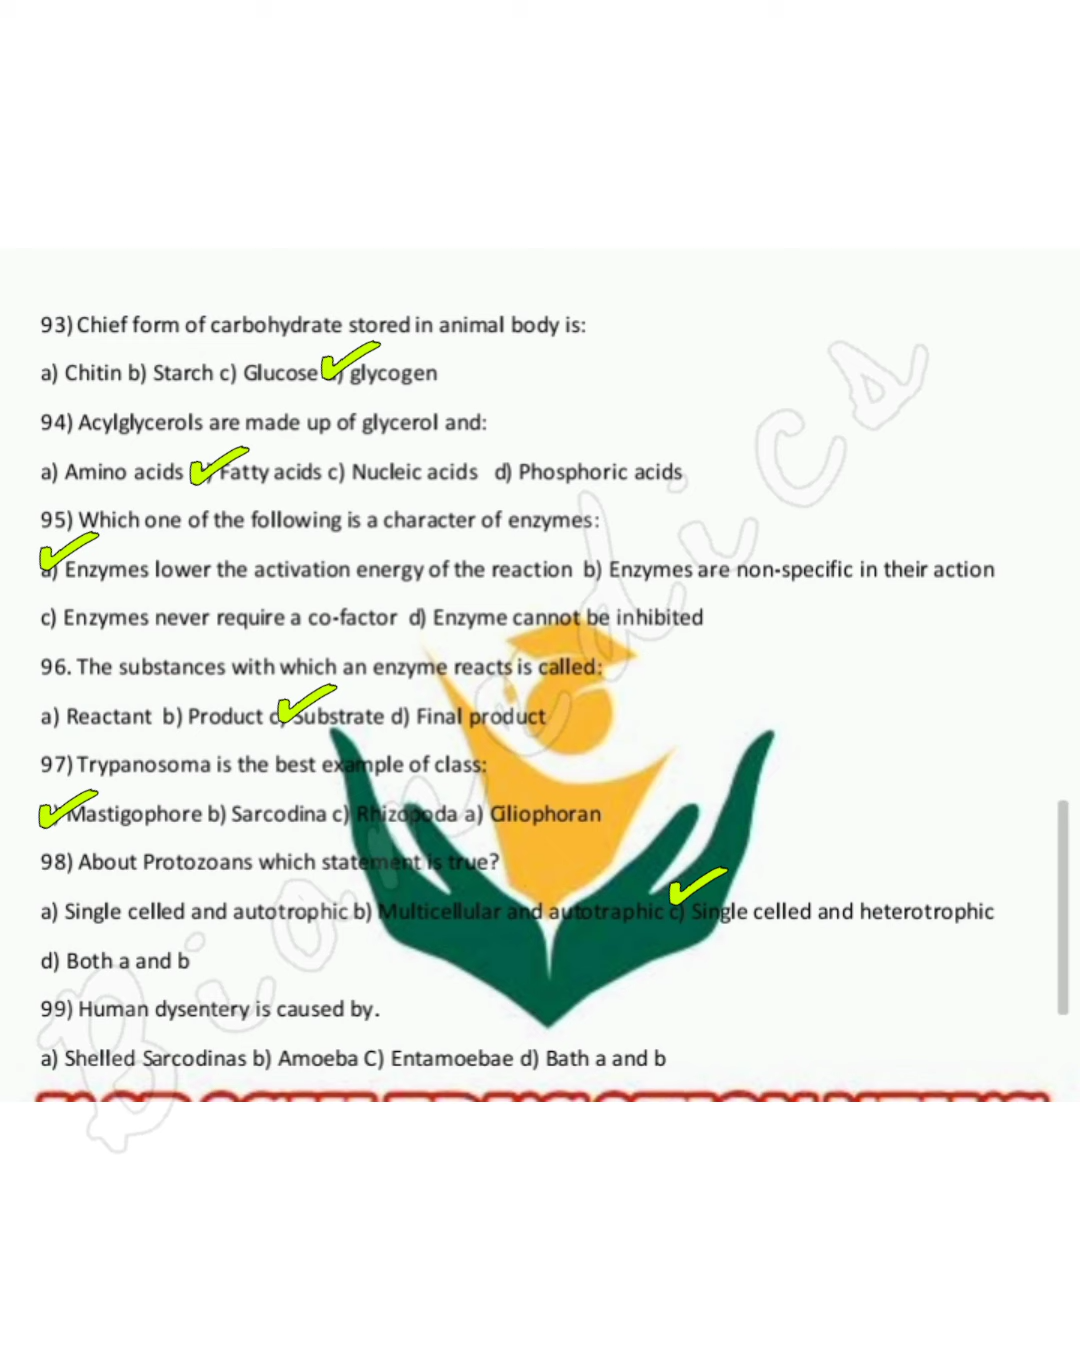 93) Chief form of carbohydrate stored in animal body is:
a) Chitin b) Starch c) Glucose ) glycogen
94) Acylglycerols are made up of glycerol and:
a) Amino acids ) Fatty acids c) Nucleic acids d) Phosphoric acids
95) Which one of the following is a character of enzymes:
a) Enzymes lower the activation energy of the reaction b) Enzymes are non-specific in their action
c) Enzymes never require a co-factor d) Enzyme cannot be inhibited
96. The substances with which an enzyme reacts is called:
a) Reactant b) Product c) Substrate d) Final product
97) Trypanosoma is the best example of class:
) Mastigophore b) Sarcodina c) Rhizopoda a) Gliophoran
98) About Protozoans which statement is true?
a) Single celled and autotrophic b) Multicellular and autotraphic c) Single celled and heterotrophic
d) Both a and b
99) Human dysentery is caused by.
a) Shelled Sarcodinas b) Amoeba C) Entamoebae d) Bath a and b
Biomedics